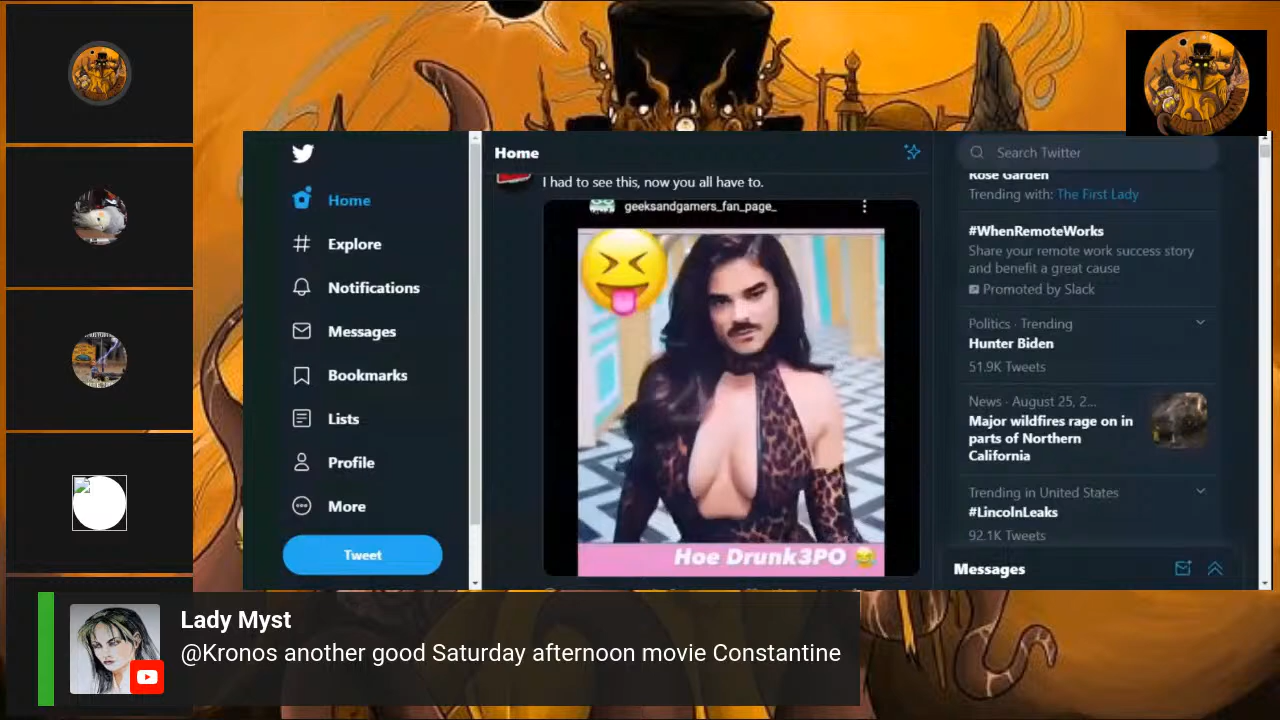 Home
Explore
Notifications
Messages
Bookmarks
Lists
Profile
More
Tweet
Home
I had to see this, now you all have to.
geeksandgamers_fan_page_
Hoe Drunk3PO
Search Twitter
Rose Garden
Trending with: The First Lady
#WhenRemoteWorks
Share your remote work success story
and benefit a great cause
Promoted by Slack
Politics · Trending
Hunter Biden
51.9K Tweets
News · August 25, 2...
Major wildfires rage on in
parts of Northern
California
Trending in United States
#LincolnLeaks
92.1K Tweets
Messages
Lady Myst
@Kronos another good Saturday afternoon movie Constantine